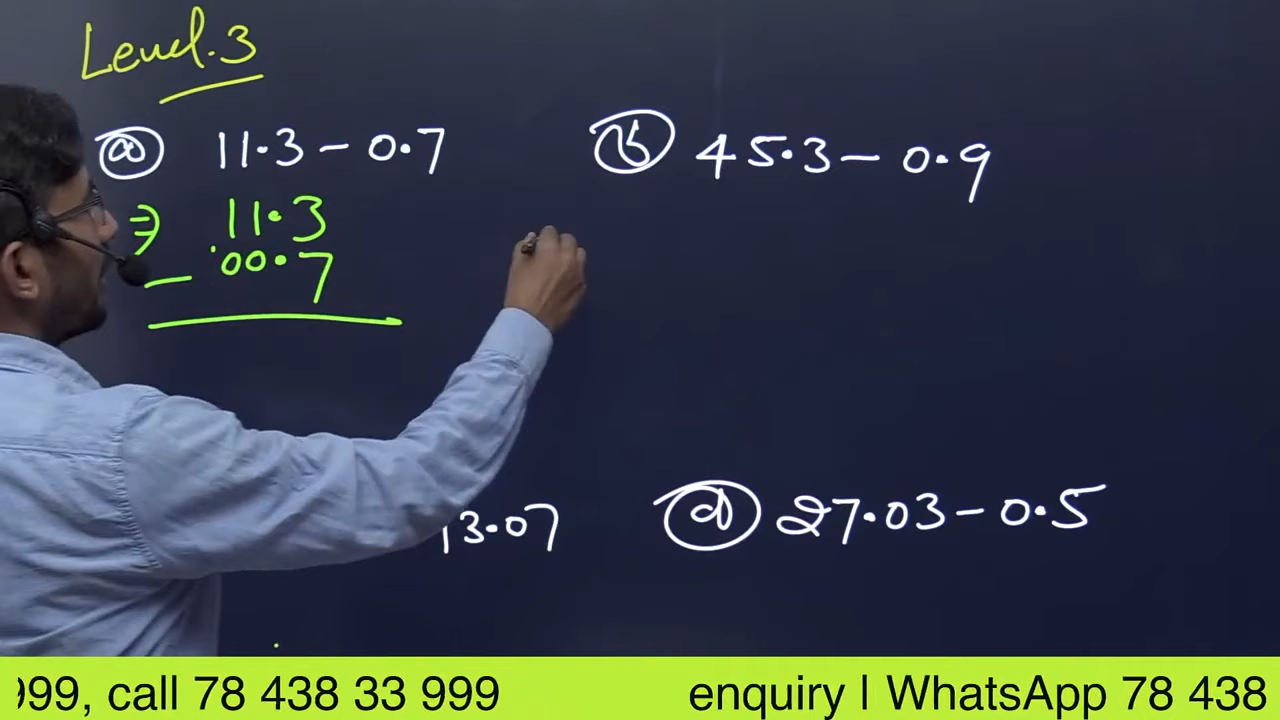 Level.3
(a) 11.3 - 0.7
⇒ 11.3
- 00.7
(b) 45.3 - 0.9
13.07
(d) 27.03 - 0.5
999, call 78 438 33 999
enquiry | WhatsApp 78 438